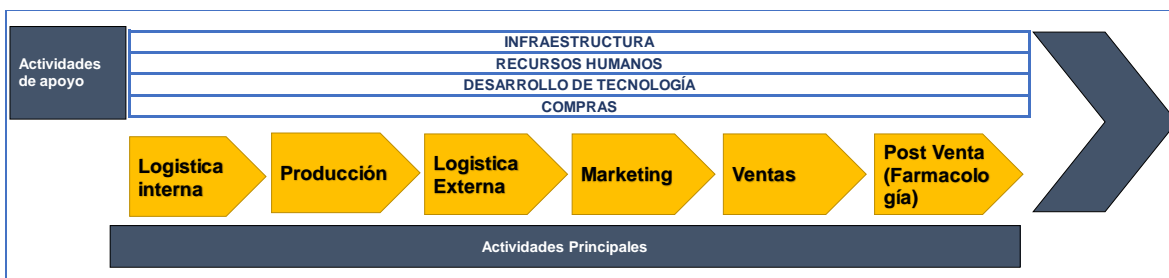 Actividades
de apoyo
INFRAESTRUCTURA
RECURSOS HUMANOS
DESARROLLO DE TECNOLOGÍA
COMPRAS
Logistica
interna
Producción
Logistica
Externa
Marketing
Ventas
Post Venta
(Farmacolo
gía)
Actividades Principales